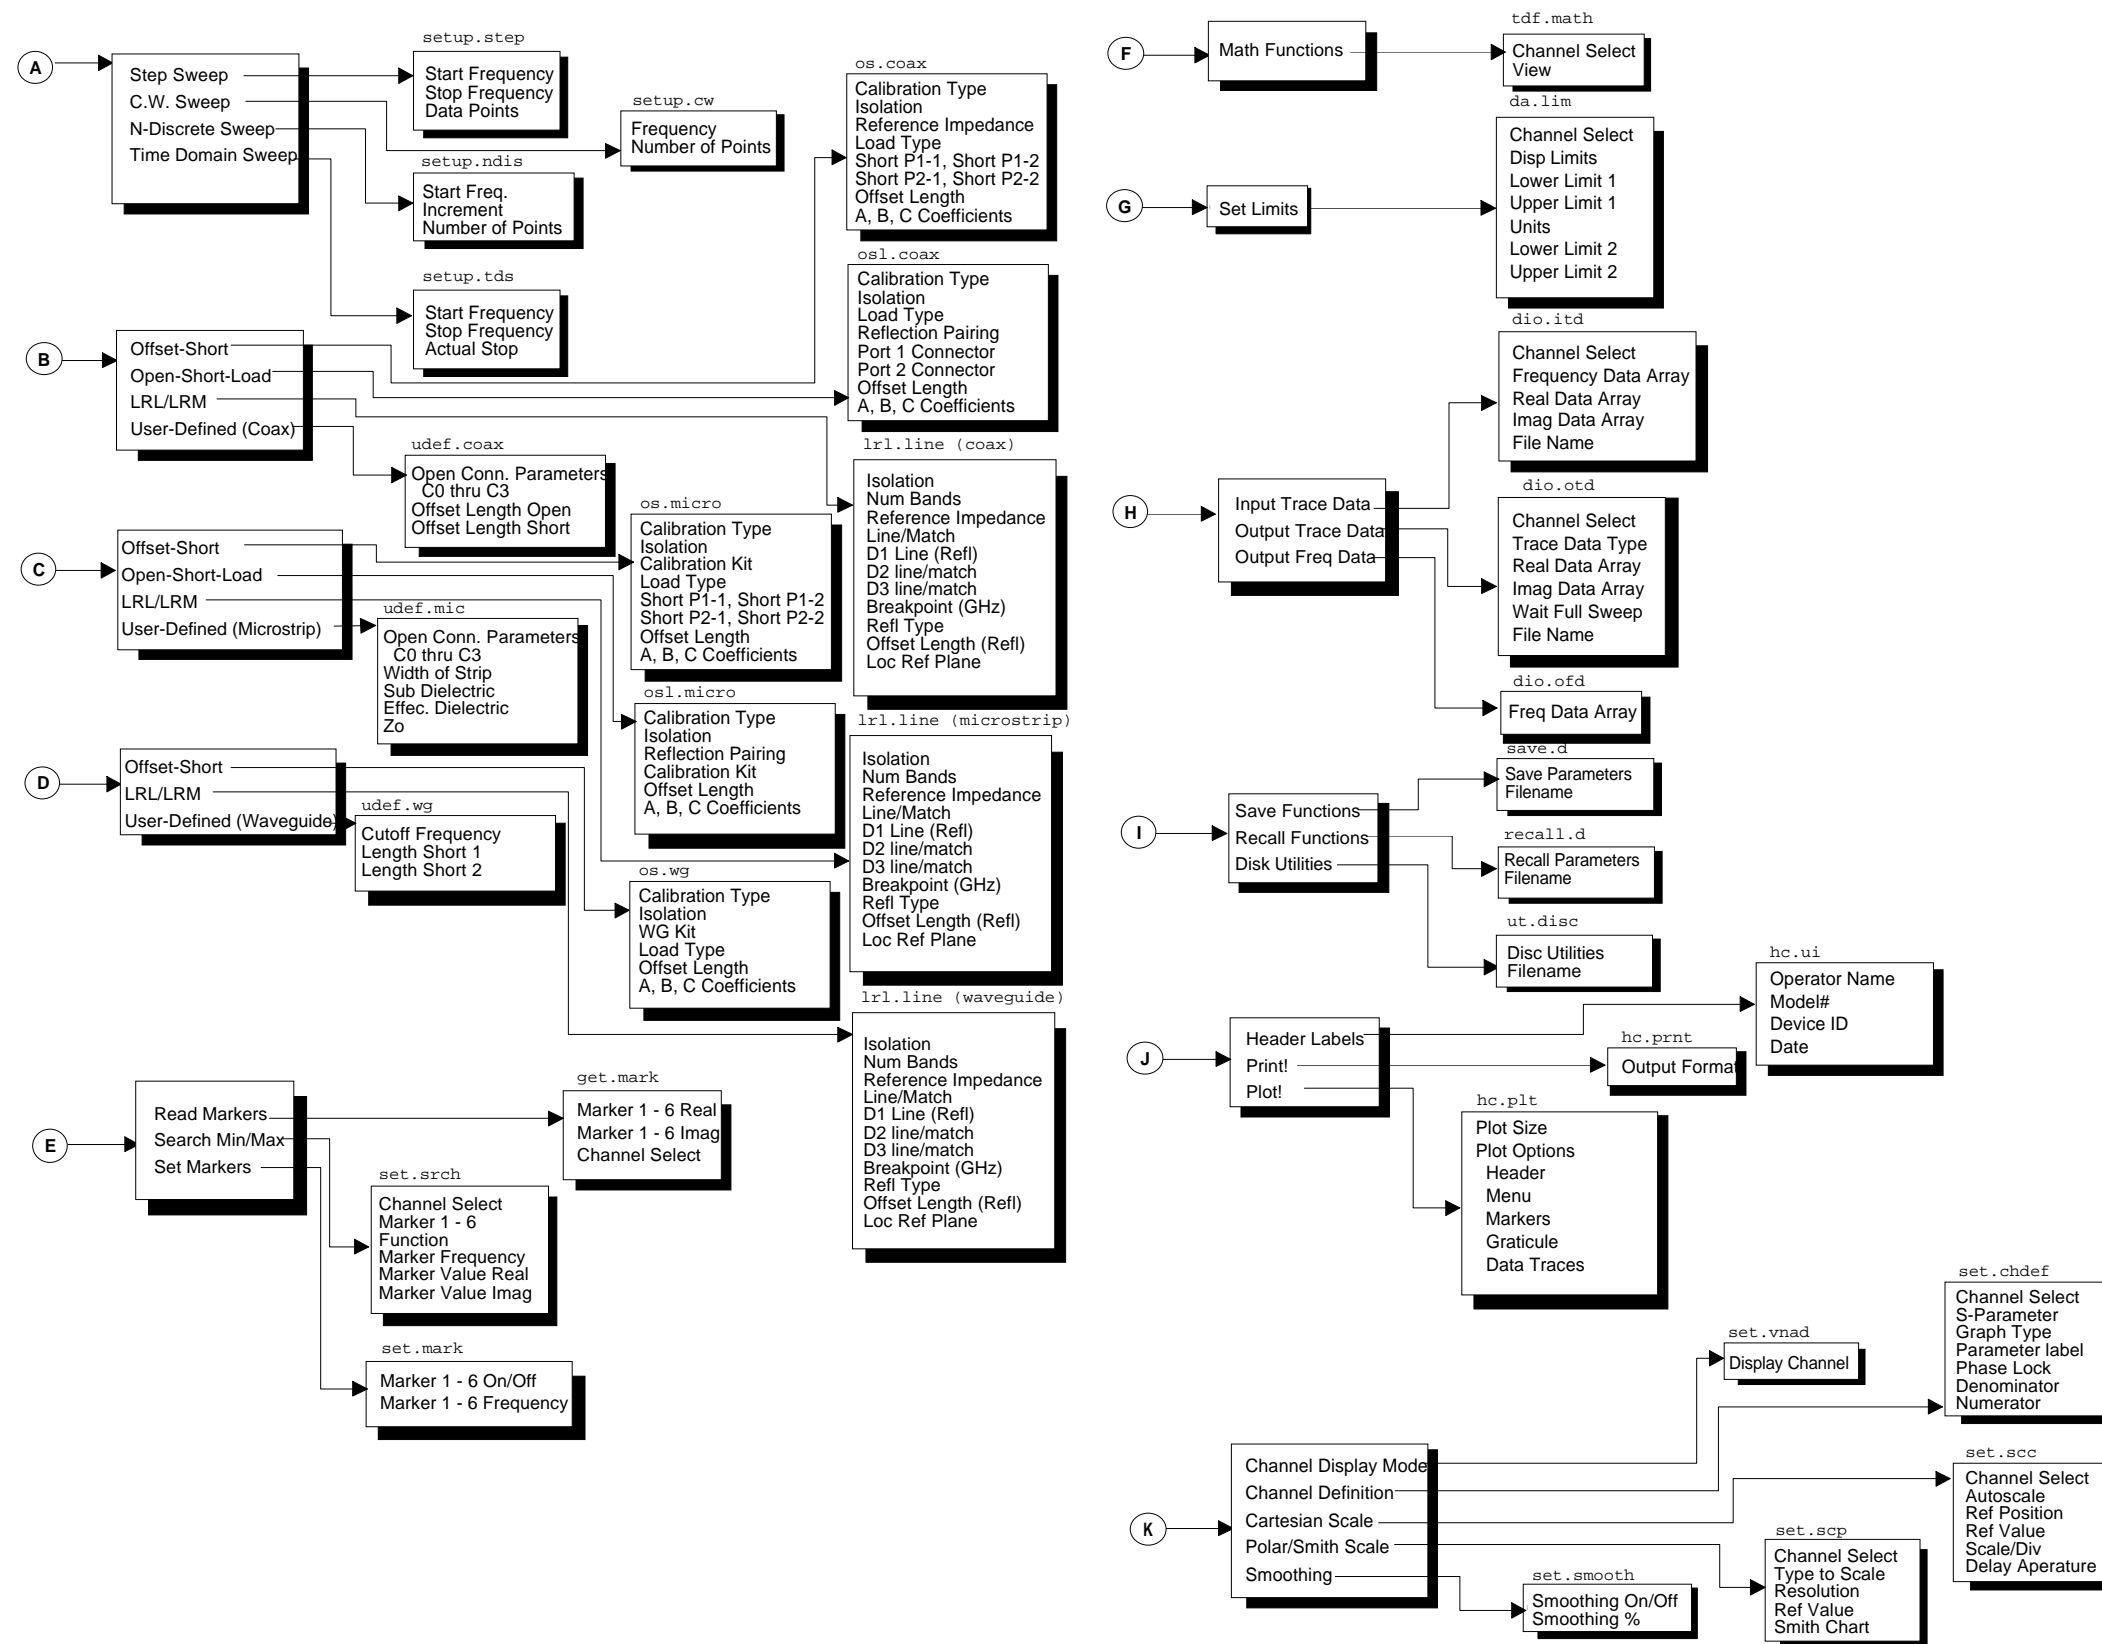 A
Step Sweep
C.W. Sweep
N-Discrete Sweep
Time Domain Sweep
setup.step
Start Frequency
Stop Frequency
Data Points
setup.cw
Frequency
Number of Points
setup.ndis
Start Freq.
Increment
Number of Points
setup.tds
Start Frequency
Stop Frequency
Actual Stop
B
Offset-Short
Open-Short-Load
LRL/LRM
User-Defined (Coax)
os.coax
Calibration Type
Isolation
Reference Impedance
Load Type
Short P1-1, Short P1-2
Short P2-1, Short P2-2
Offset Length
A, B, C Coefficients
osl.coax
Calibration Type
Isolation
Load Type
Reflection Pairing
Port 1 Connector
Port 2 Connector
Offset Length
A, B, C Coefficients
lrl.line (coax)
Isolation
Num Bands
Reference Impedance
Line/Match
D1 Line (Refl)
D2 line/match
D3 line/match
Breakpoint (GHz)
Refl Type
Offset Length (Refl)
Loc Ref Plane
udef.coax
Open Conn. Parameters
C0 thru C3
Offset Length Open
Offset Length Short
C
Offset-Short
Open-Short-Load
LRL/LRM
User-Defined (Microstrip)
os.micro
Calibration Type
Isolation
Calibration Kit
Load Type
Short P1-1, Short P1-2
Short P2-1, Short P2-2
Offset Length
A, B, C Coefficients
udef.mic
Open Conn. Parameters
C0 thru C3
Width of Strip
Sub Dielectric
Effec. Dielectric
Zo
osl.micro
Calibration Type
Isolation
Reflection Pairing
Calibration Kit
Offset Length
A, B, C Coefficients
lrl.line (microstrip)
Isolation
Num Bands
Reference Impedance
Line/Match
D1 Line (Refl)
D2 line/match
D3 line/match
Breakpoint (GHz)
Refl Type
Offset Length (Refl)
Loc Ref Plane
D
Offset-Short
LRL/LRM
User-Defined (Waveguide)
udef.wg
Cutoff Frequency
Length Short 1
Length Short 2
os.wg
Calibration Type
Isolation
WG Kit
Load Type
Offset Length
A, B, C Coefficients
lrl.line (waveguide)
Isolation
Num Bands
Reference Impedance
Line/Match
D1 Line (Refl)
D2 line/match
D3 line/match
Breakpoint (GHz)
Refl Type
Offset Length (Refl)
Loc Ref Plane
E
Read Markers
Search Min/Max
Set Markers
get.mark
Marker 1 - 6 Real
Marker 1 - 6 Imag
Channel Select
set.srch
Channel Select
Marker 1 - 6
Function
Marker Frequency
Marker Value Real
Marker Value Imag
set.mark
Marker 1 - 6 On/Off
Marker 1 - 6 Frequency
F
Math Functions
tdf.math
Channel Select
View
G
Set Limits
da.lim
Channel Select
Disp Limits
Lower Limit 1
Upper Limit 1
Units
Lower Limit 2
Upper Limit 2
H
Input Trace Data
Output Trace Data
Output Freq Data
dio.itd
Channel Select
Frequency Data Array
Real Data Array
Imag Data Array
File Name
dio.otd
Channel Select
Trace Data Type
Real Data Array
Imag Data Array
Wait Full Sweep
File Name
dio.ofd
Freq Data Array
I
Save Functions
Recall Functions
Disk Utilities
save.d
Save Parameters
Filename
recall.d
Recall Parameters
Filename
ut.disc
Disc Utilities
Filename
J
Header Labels
Print!
Plot!
hc.ui
Operator Name
Model#
Device ID
Date
hc.prnt
Output Format
hc.plt
Plot Size
Plot Options
Header
Menu
Markers
Graticule
Data Traces
K
Channel Display Mode
Channel Definition
Cartesian Scale
Polar/Smith Scale
Smoothing
set.vnad
Display Channel
set.chdef
Channel Select
S-Parameter
Graph Type
Parameter label
Phase Lock
Denominator
Numerator
set.scc
Channel Select
Autoscale
Ref Position
Ref Value
Scale/Div
Delay Aperature
set.scp
Channel Select
Type to Scale
Resolution
Ref Value
Smith Chart
set.smooth
Smoothing On/Off
Smoothing %